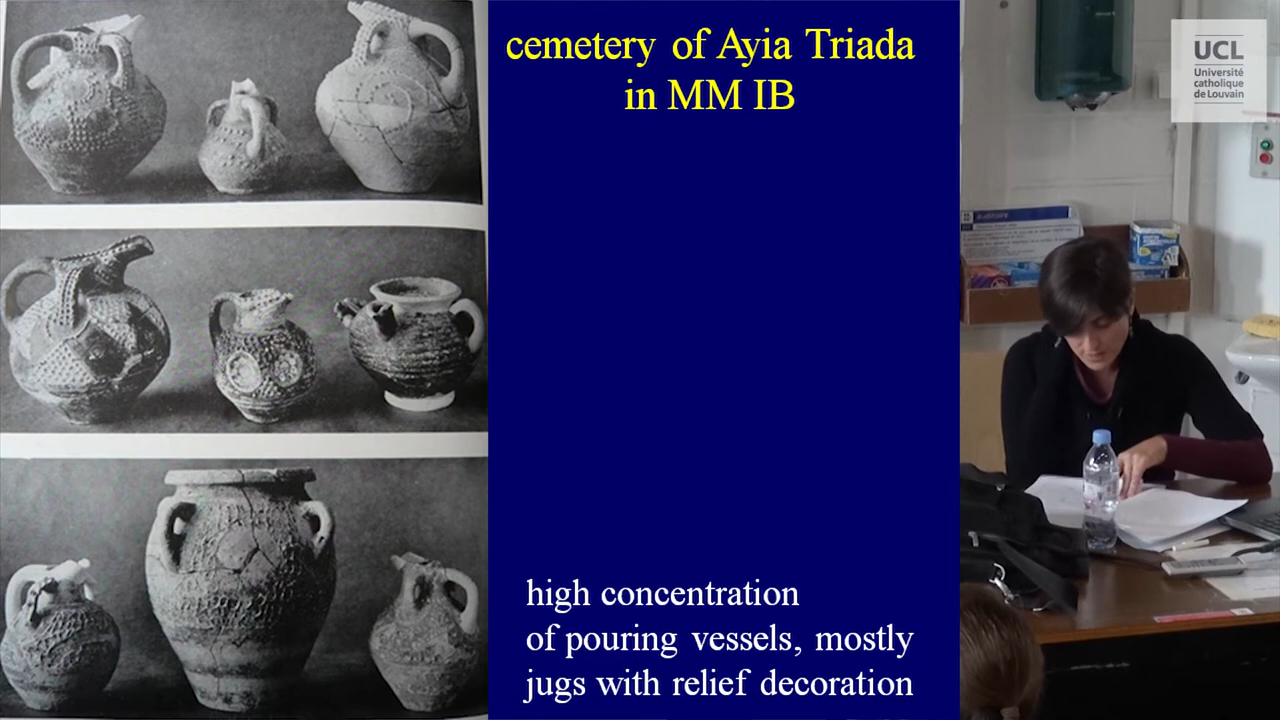 cemetery of Ayia Triada
in MM IB
high concentration
of pouring vessels, mostly
jugs with relief decoration
UCL
Université
catholique
de Louvain